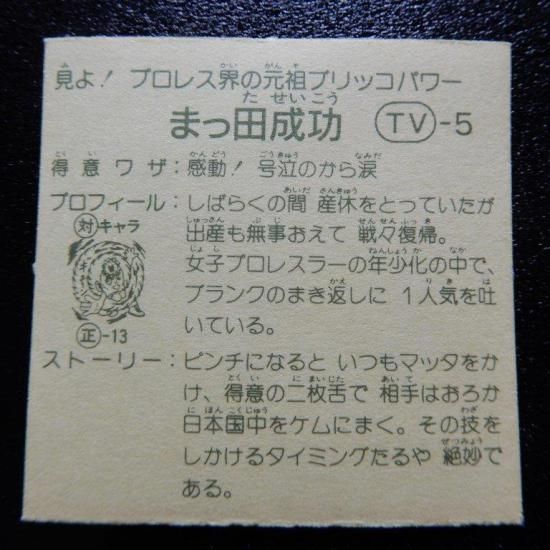 見よ! プロレス界の元祖ブリッコパワー
まっ田成功 TV-5
得意ワザ:感動! 号泣のから涙
プロフィール:しばらくの間 産休をとっていたが
出産も無事おえて 戦々復帰。
女子プロレスラーの年少化の中で、
ブランクのまき返しに 1人気を吐
いている。
対キャラ
正-13
ストーリー:ピンチになると いつもマッタをか
け、得意の二枚舌で 相手はおろか
日本国中をケムにまく。その技を
しかけるタイミングたるや 絶妙で
ある。